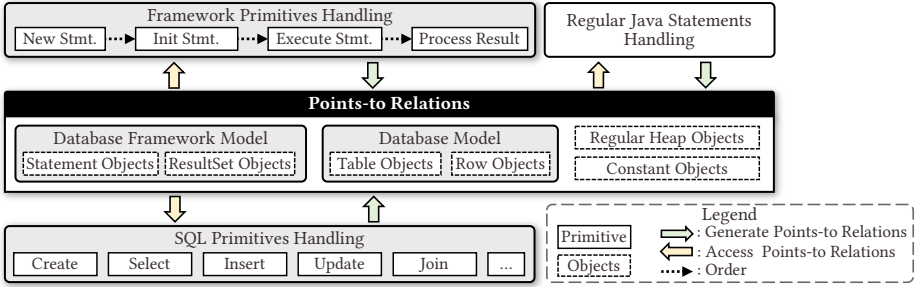 Framework Primitives Handling
New Stmt.
Init Stmt.
Execute Stmt.
Process Result
Regular Java Statements
Handling
Points-to Relations
Database Framework Model
Statement Objects
ResultSet Objects
Database Model
Table Objects
Row Objects
Regular Heap Objects
Constant Objects
SQL Primitives Handling
Create
Select
Insert
Update
Join
...
Legend
Primitive
Objects
: Generate Points-to Relations
: Access Points-to Relations
: Order